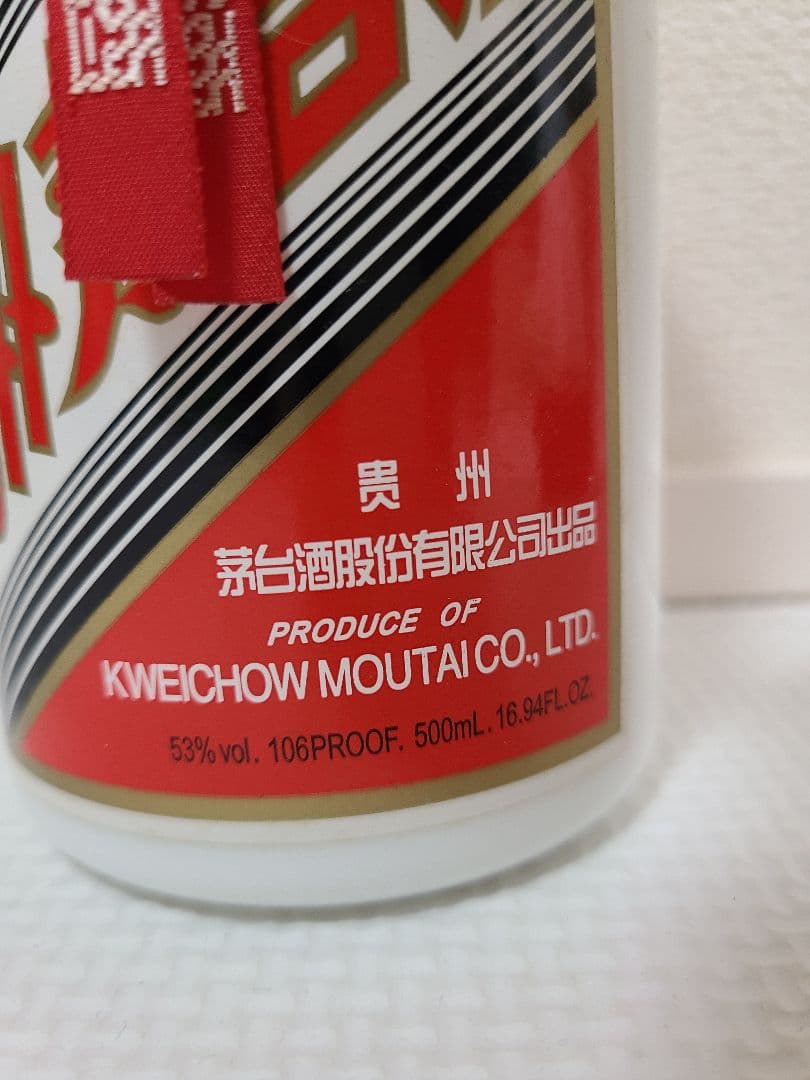 贵 州
茅台酒股份有限公司出品
PRODUCE OF
KWEICHOW MOUTAI CO., LTD.
53%vol. 106PROOF. 500mL. 16.94FL.OZ.